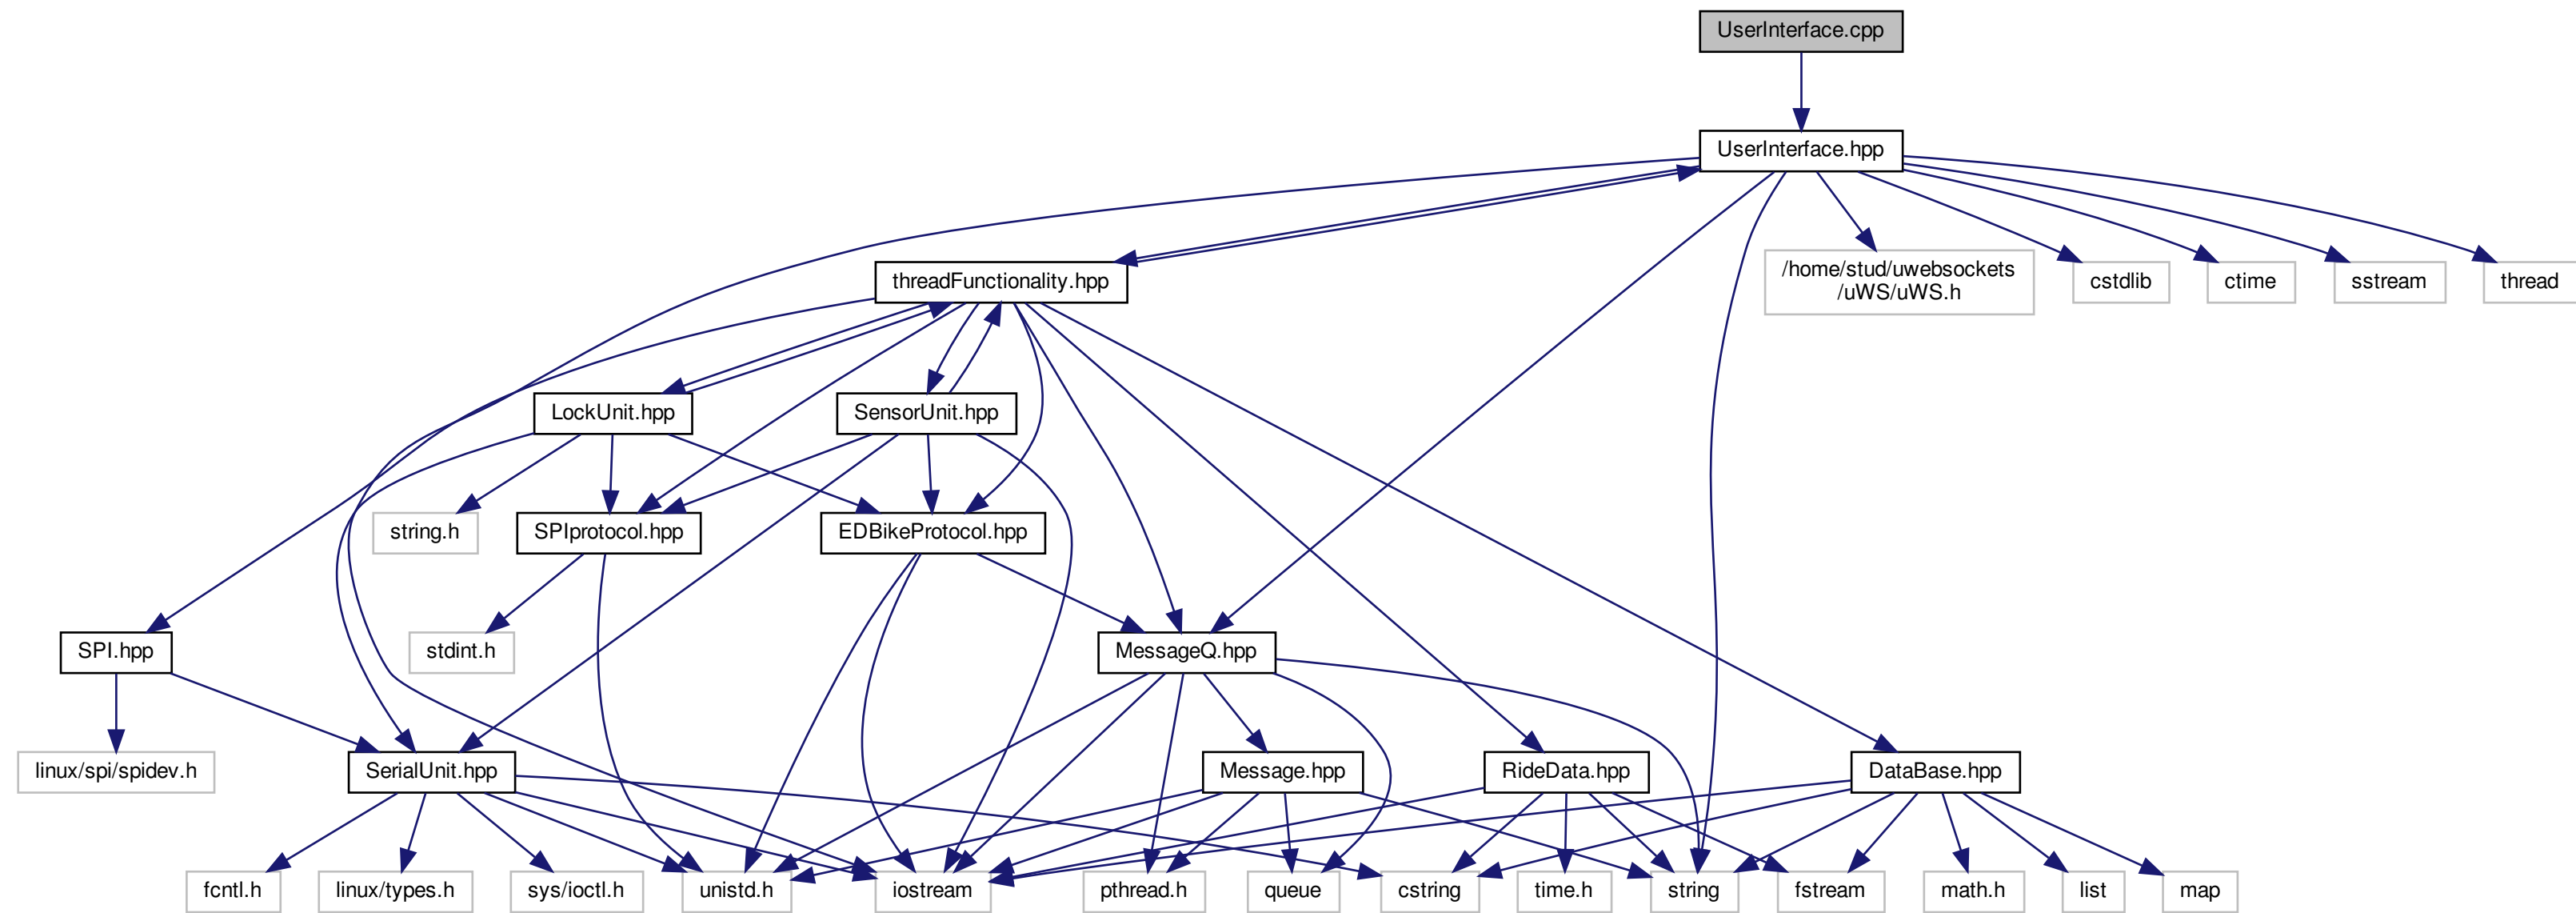 UserInterface.cpp
UserInterface.hpp
threadFunctionality.hpp
/home/stud/uwebsockets
/uWS/uWS.h
cstdlib
ctime
sstream
thread
LockUnit.hpp
SensorUnit.hpp
string.h
SPIprotocol.hpp
EDBikeProtocol.hpp
SPI.hpp
stdint.h
MessageQ.hpp
linux/spi/spidev.h
SerialUnit.hpp
Message.hpp
RideData.hpp
DataBase.hpp
fcntl.h
linux/types.h
sys/ioctl.h
unistd.h
iostream
pthread.h
queue
cstring
time.h
string
fstream
math.h
list
map